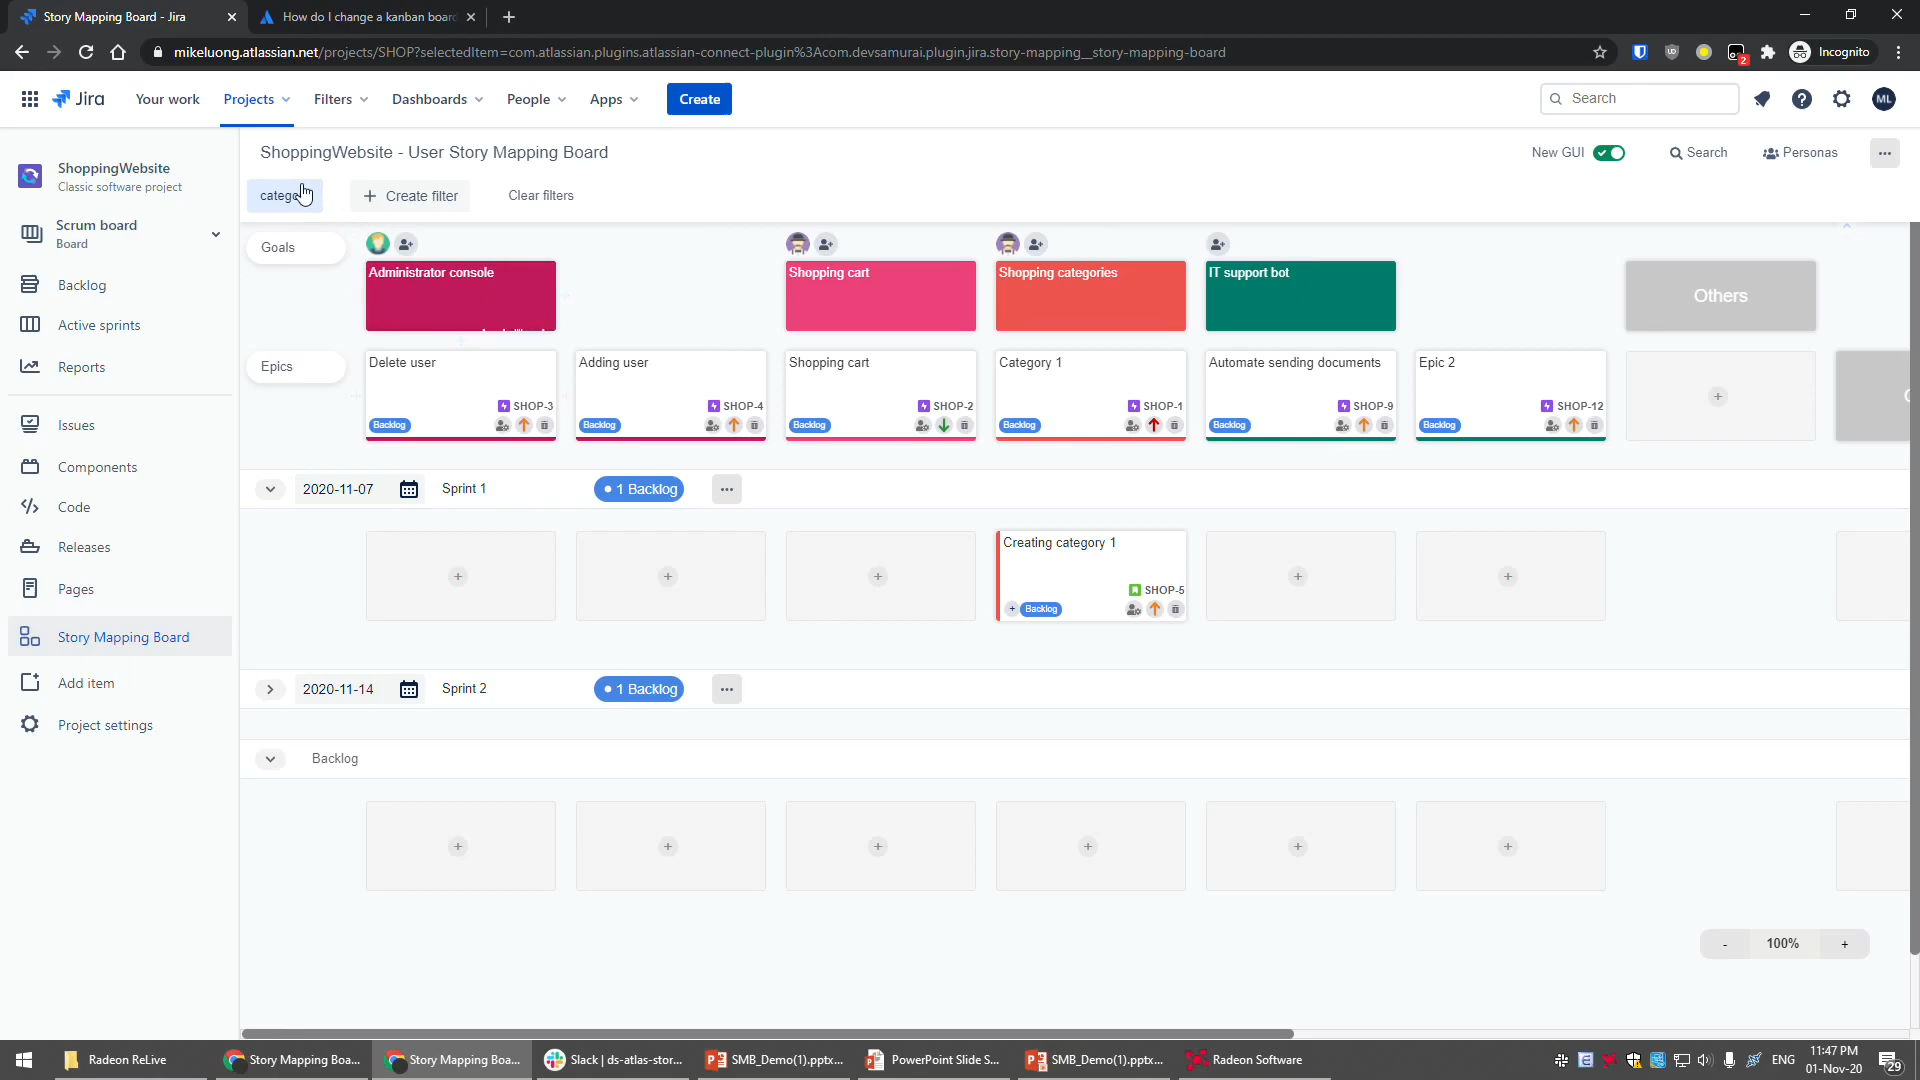 Story Mapping Board - Jira
How do I change a kanban board
mikeluong.atlassian.net/projects/SHOP?selectedItem=com.atlassian.plugins.atlassian-connect-plugin%3Acom.devsamurai.plugin.jira.story-mapping__story-mapping-board
2
Incognito
Jira
Your work
Projects
Filters
Dashboards
People
Apps
Create
Search
ML
ShoppingWebsite
Classic software project
Scrum board
Board
Backlog
Active sprints
Reports
Issues
Components
Code
Releases
Pages
Story Mapping Board
Add item
Project settings
ShoppingWebsite - User Story Mapping Board
New GUI
Search
Personas
Create filter
Clear filters
Goals
Administrator console
Shopping cart
Shopping categories
IT support bot
Others
Epics
Delete user
SHOP-3
Backlog
Adding user
SHOP-4
Backlog
Shopping cart
SHOP-2
Backlog
Category 1
SHOP-1
Backlog
Automate sending documents
SHOP-9
Backlog
Epic 2
SHOP-12
Backlog
2020-11-07
Sprint 1
1 Backlog
Creating category 1
SHOP-5
Backlog
2020-11-14
Sprint 2
1 Backlog
Backlog
- 100% +
Radeon ReLive
Story Mapping Boa...
Story Mapping Boa...
Slack | ds-atlas-stor...
SMB_Demo(1).pptx...
PowerPoint Slide S...
SMB_Demo(1).pptx...
Radeon Software
ENG
11:47 PM
01-Nov-20
29